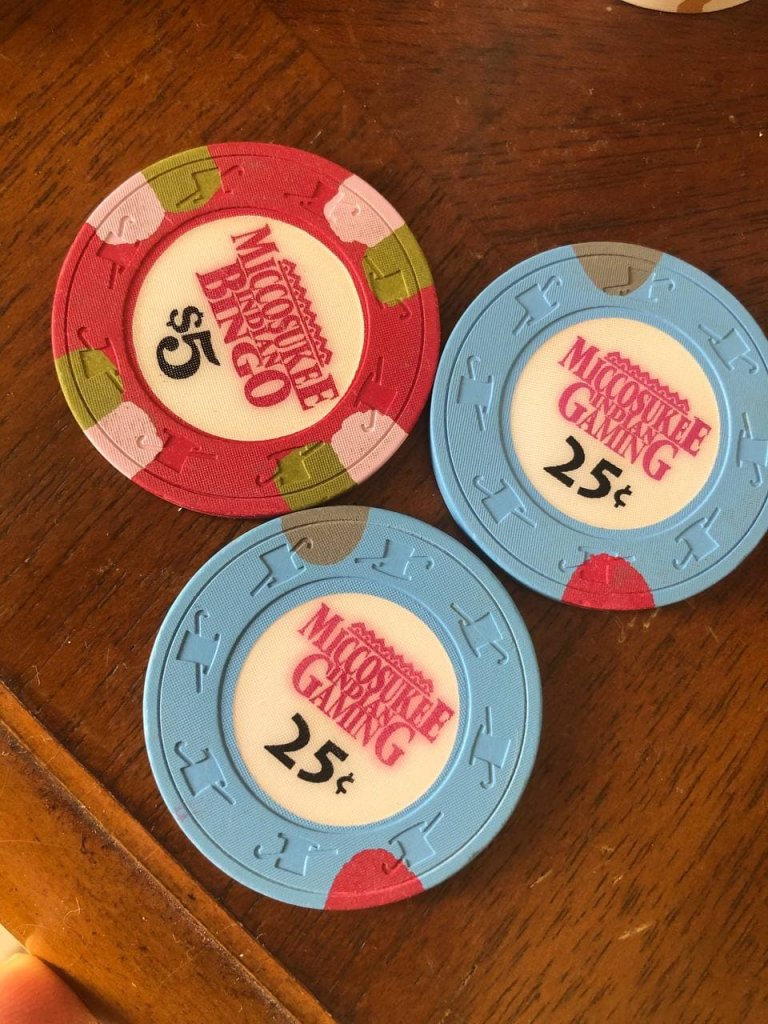 MICCOSUKEE
INDIAN
BINGO
$5
MICCOSUKEE
INDIAN
GAMING
25¢
MICCOSUKEE
INDIAN
GAMING
25¢